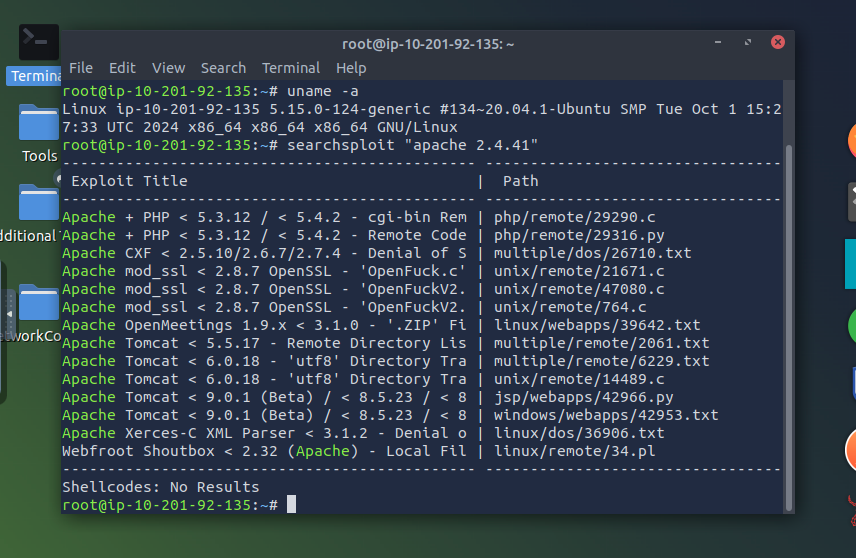 root@ip-10-201-92-135: ~
File Edit View Search Terminal Help
root@ip-10-201-92-135:~# uname -a
Linux ip-10-201-92-135 5.15.0-124-generic #134~20.04.1-Ubuntu SMP Tue Oct 1 15:2
7:33 UTC 2024 x86_64 x86_64 x86_64 GNU/Linux
root@ip-10-201-92-135:~# searchsploit "apache 2.4.41"
---------------------------------------------- ---------------------------------
Exploit Title | Path
---------------------------------------------- ---------------------------------
Apache + PHP < 5.3.12 / < 5.4.2 - cgi-bin Rem | php/remote/29290.c
Apache + PHP < 5.3.12 / < 5.4.2 - Remote Code | php/remote/29316.py
Apache CXF < 2.5.10/2.6.7/2.7.4 - Denial of S | multiple/dos/26710.txt
Apache mod_ssl < 2.8.7 OpenSSL - 'OpenFuck.c' | unix/remote/21671.c
Apache mod_ssl < 2.8.7 OpenSSL - 'OpenFuckV2. | unix/remote/47080.c
Apache mod_ssl < 2.8.7 OpenSSL - 'OpenFuckV2. | unix/remote/764.c
Apache OpenMeetings 1.9.x < 3.1.0 - '.ZIP' Fi | linux/webapps/39642.txt
Apache Tomcat < 5.5.17 - Remote Directory Lis | multiple/remote/2061.txt
Apache Tomcat < 6.0.18 - 'utf8' Directory Tra | multiple/remote/6229.txt
Apache Tomcat < 6.0.18 - 'utf8' Directory Tra | unix/remote/14489.c
Apache Tomcat < 9.0.1 (Beta) / < 8.5.23 / < 8 | jsp/webapps/42966.py
Apache Tomcat < 9.0.1 (Beta) / < 8.5.23 / < 8 | windows/webapps/42953.txt
Apache Xerces-C XML Parser < 3.1.2 - Denial o | linux/dos/36906.txt
Webfroot Shoutbox < 2.32 (Apache) - Local Fil | linux/remote/34.pl
---------------------------------------------- ---------------------------------
Shellcodes: No Results
root@ip-10-201-92-135:~#
Termina
Tools
dditional
tworkCo